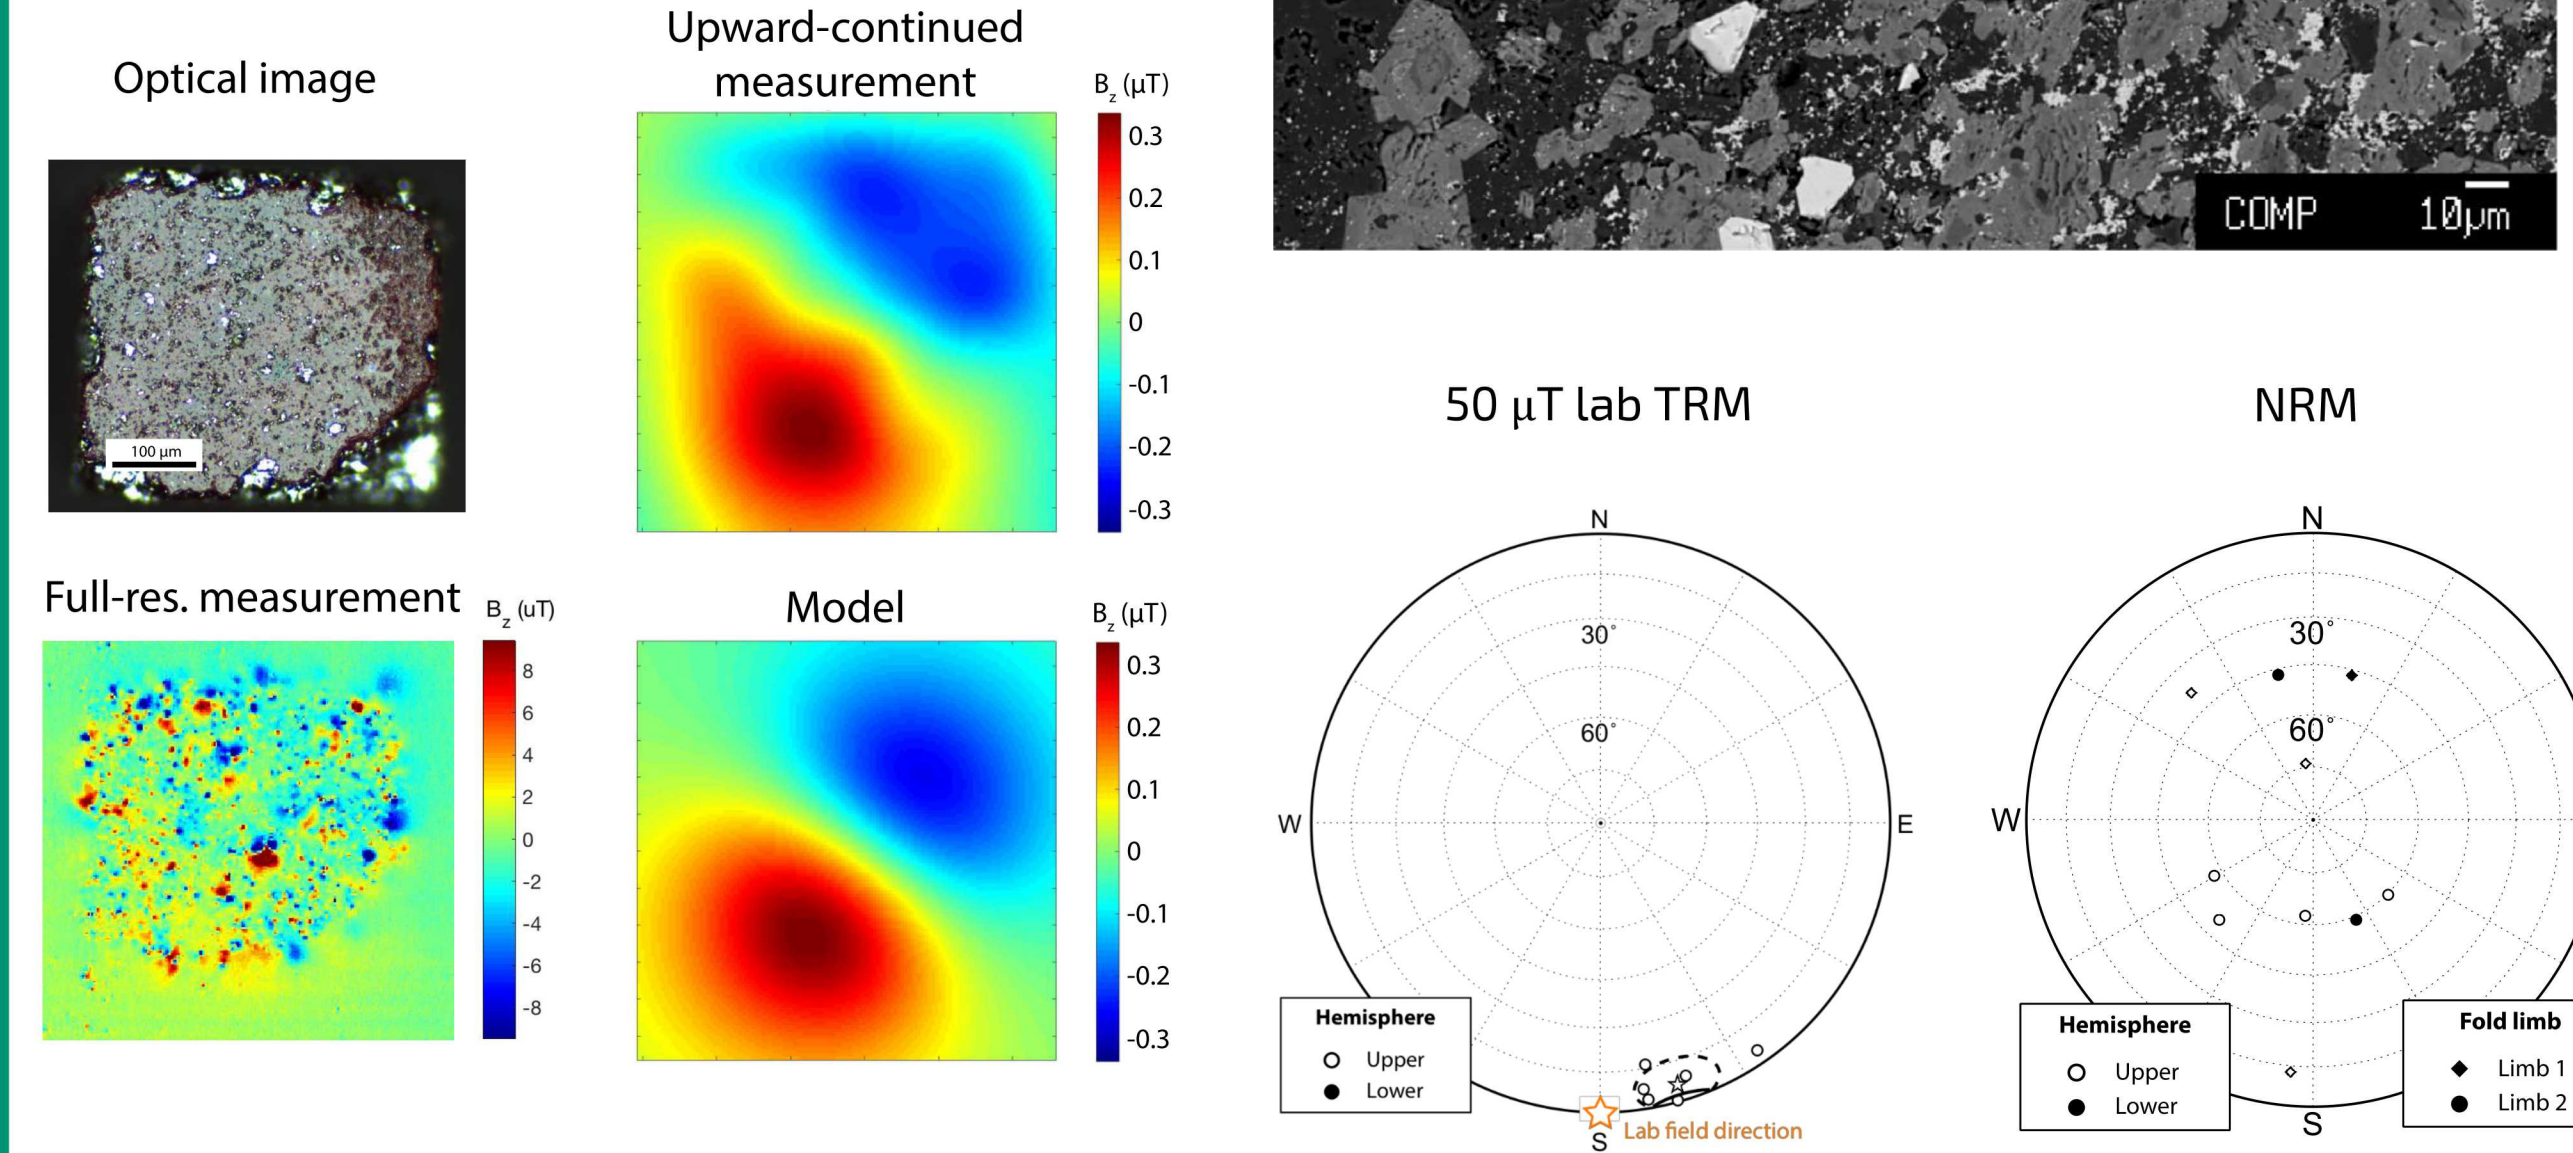 Optical image
100 µm
Upward-continued
measurement
Bz (µT)
0.3
0.2
0.1
0
-0.1
-0.2
-0.3
COMP 10µm
Full-res. measurement
Bz (uT)
8
6
4
2
0
-2
-4
-6
-8
Model
Bz (µT)
0.3
0.2
0.1
0
-0.1
-0.2
-0.3
50 µT lab TRM
N
30°
60°
W
E
S
Lab field direction
Hemisphere
Upper
Lower
NRM
N
30°
60°
W
S
Hemisphere
Upper
Lower
Fold limb
Limb 1
Limb 2